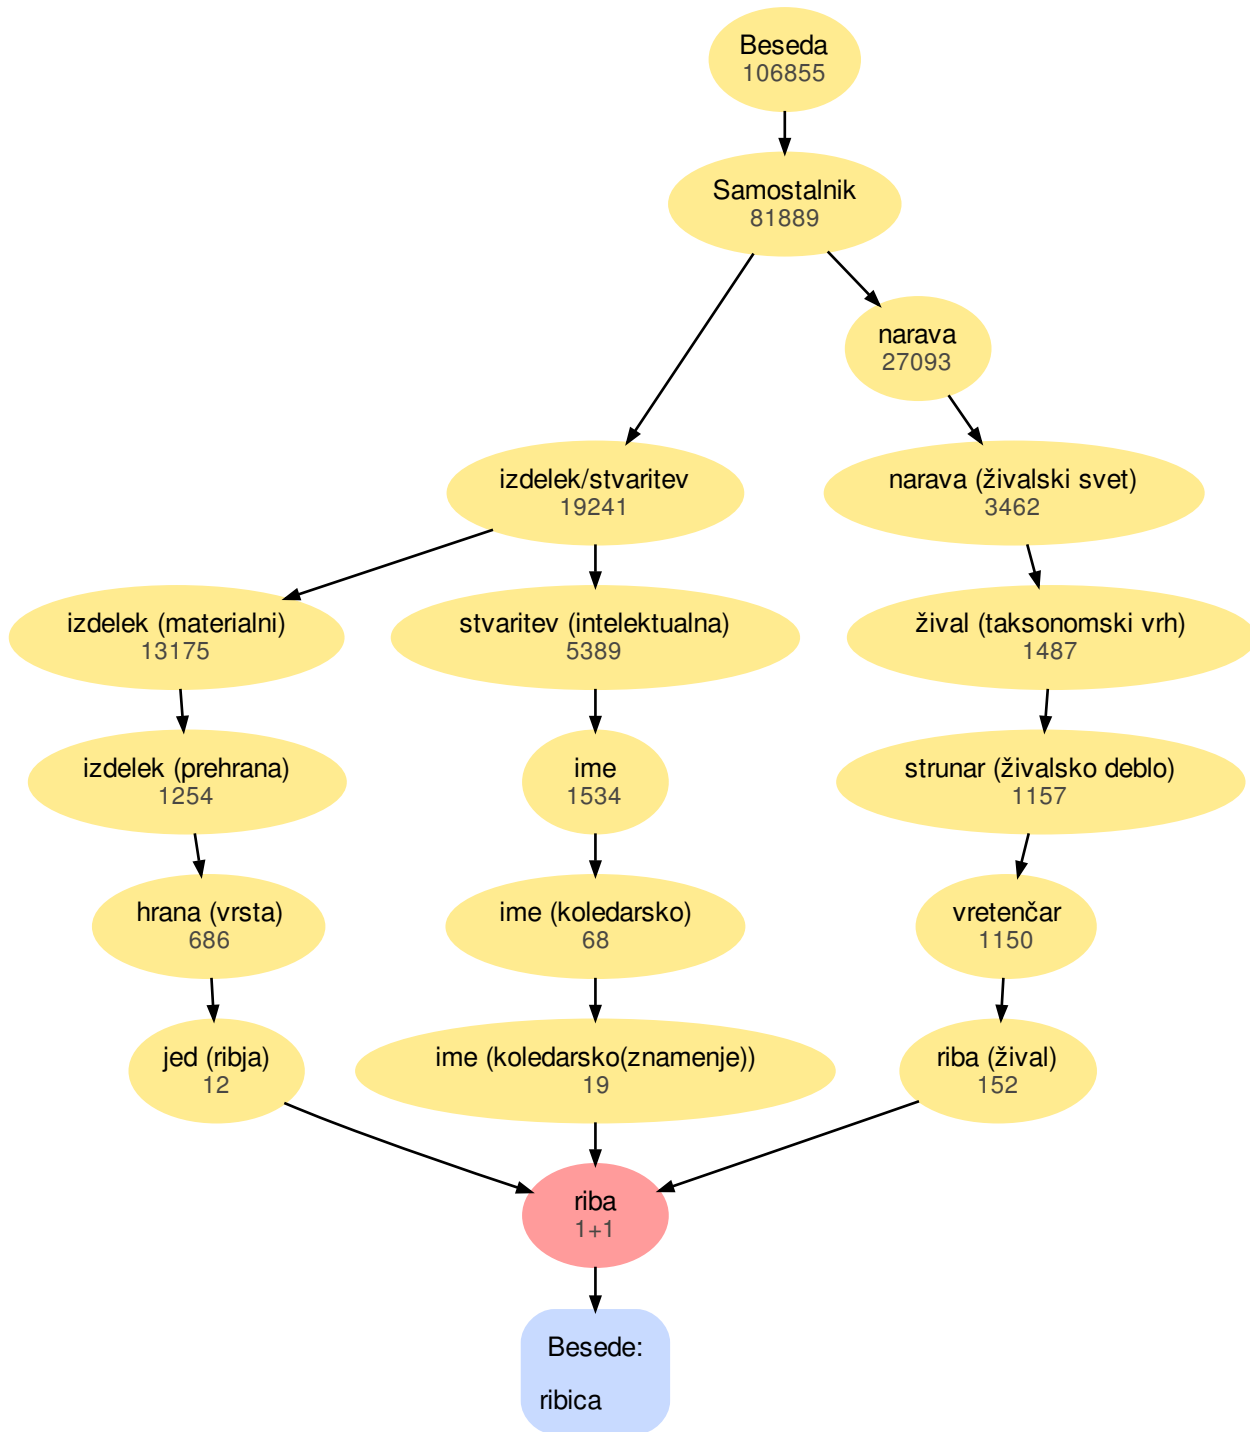 Beseda
106855
Samostalnik
81889
narava
27093
izdelek/stvaritev
19241
narava (živalski svet)
3462
izdelek (materialni)
13175
stvaritev (intelektualna)
5389
žival (taksonomski vrh)
1487
izdelek (prehrana)
1254
ime
1534
strunar (živalsko deblo)
1157
hrana (vrsta)
686
ime (koledarsko)
68
vretenčar
1150
jed (ribja)
12
ime (koledarsko(znamenje))
19
riba (žival)
152
riba
1+1
Besede:
ribica